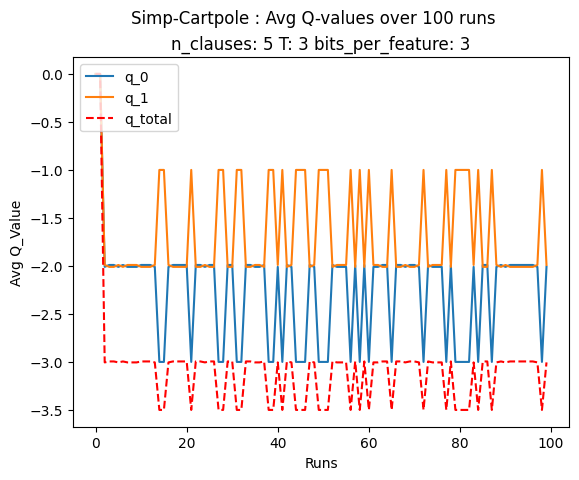 Simp-Cartpole : Avg Q-values over 100 runs
n_clauses: 5 T: 3 bits_per_feature: 3
0.0
−0.5
−1.0
−1.5
−2.0
−2.5
−3.0
−3.5
Avg Q_Value
q_0
q_1
q_total
0 20 40 60 80 100
Runs